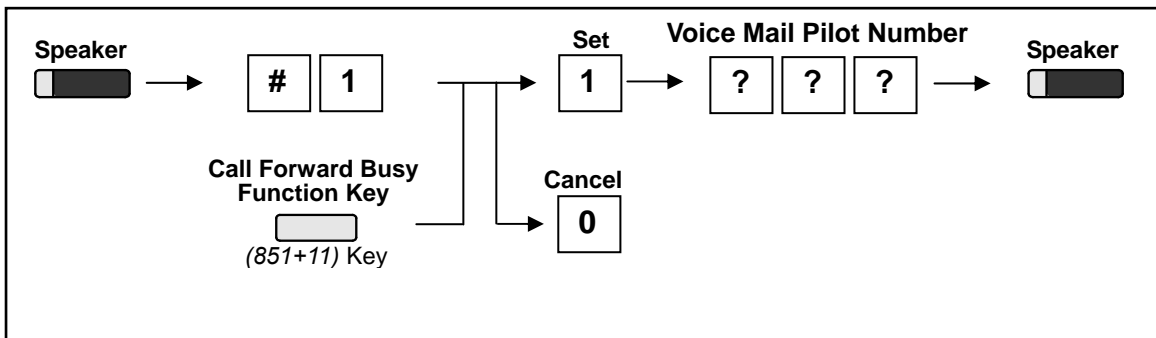 Speaker
# 1
Set
1
Voice Mail Pilot Number
? ? ?
Speaker
Call Forward Busy
Function Key
(851+11) Key
Cancel
0